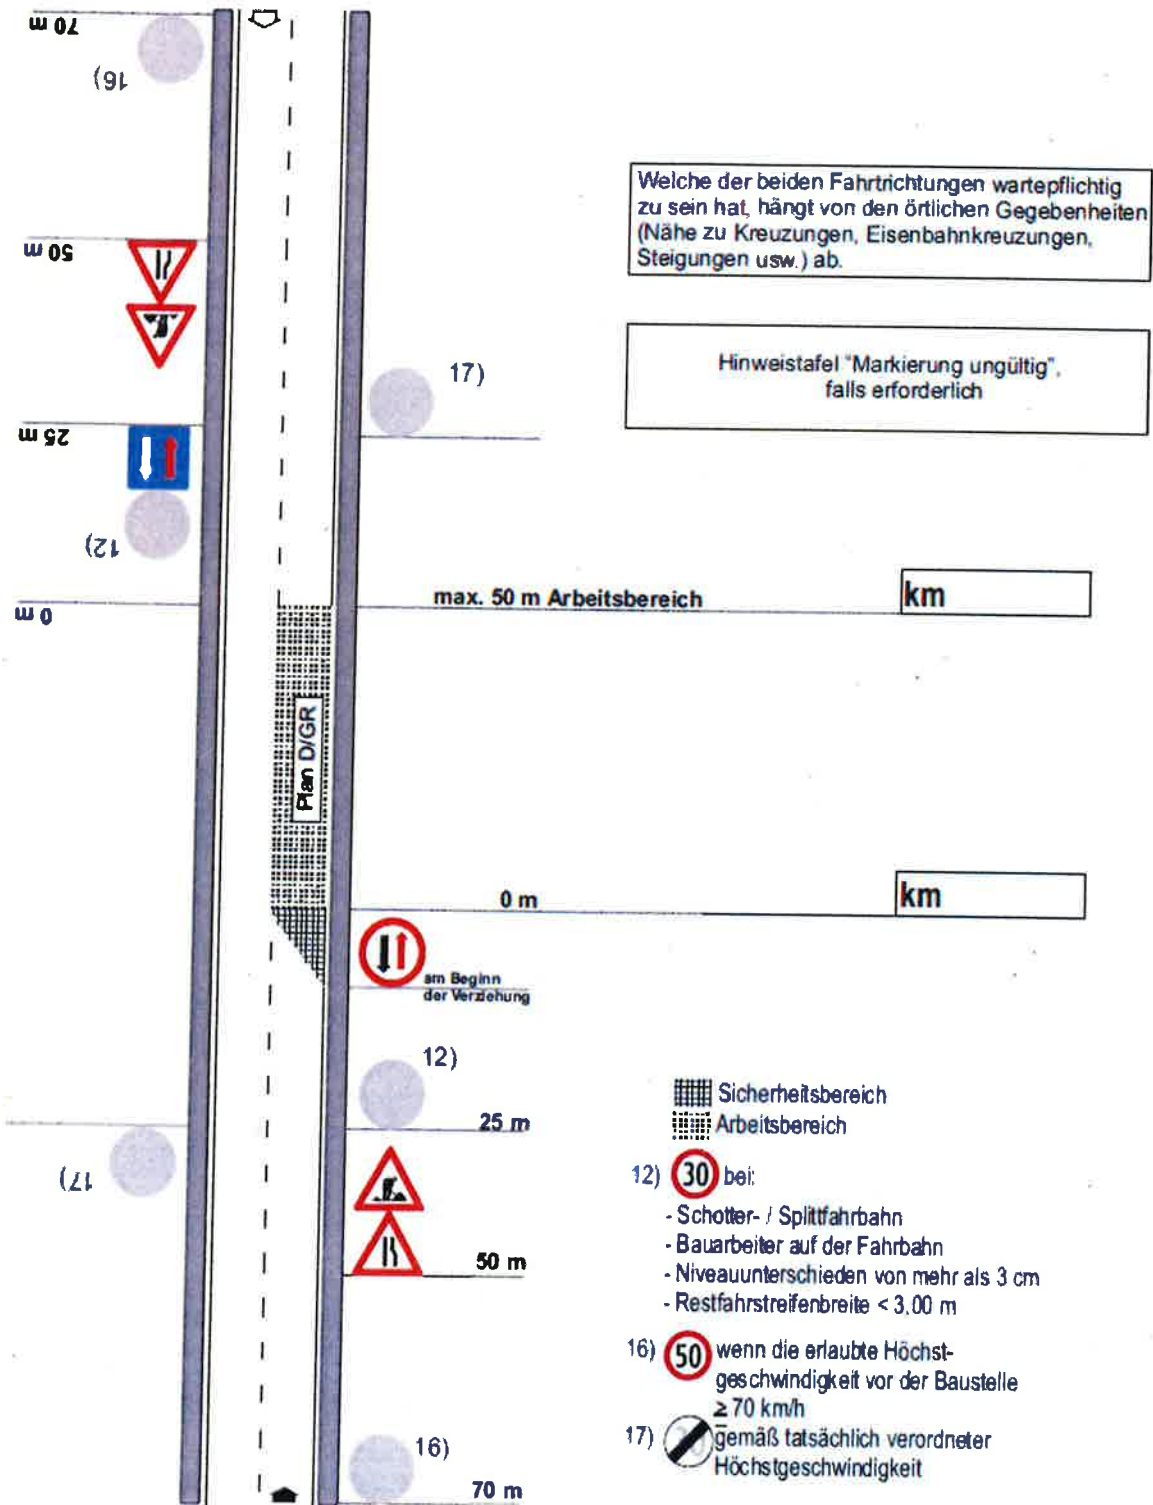 70 m
16)
Welche der beiden Fahrtrichtungen wartepflichtig
zu sein hat, hängt von den örtlichen Gegebenheiten
(Nähe zu Kreuzungen, Eisenbahnkreuzungen,
Steigungen usw.) ab.
50 m
Hinweistafel "Markierung ungültig",
falls erforderlich
17)
25 m
12)
0 m
max. 50 m Arbeitsbereich
km
Plan D/GR
0 m
km
am Beginn
der Verziehung
12)
25 m
17)
50 m
16)
70 m
Sicherheitsbereich
Arbeitsbereich
12) 30 bei:
- Schotter- / Splittfahrbahn
- Bauarbeiter auf der Fahrbahn
- Niveauunterschieden von mehr als 3 cm
- Restfahrstreifenbreite < 3,00 m
16) 50 wenn die erlaubte Höchst-
geschwindigkeit vor der Baustelle
≥ 70 km/h
17) gemäß tatsächlich verordneter
Höchstgeschwindigkeit